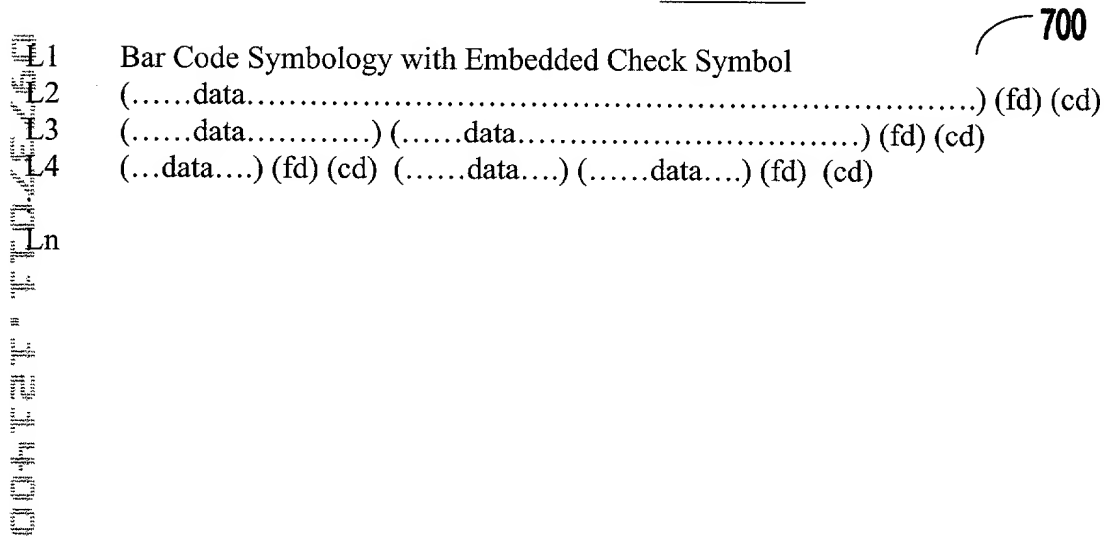 700
L1 Bar Code Symbology with Embedded Check Symbol
L2 (......data......................................................................) (fd) (cd)
L3 (......data............) (......data................................) (fd) (cd)
L4 (...data....) (fd) (cd) (......data....) (......data....) (fd) (cd)
Ln